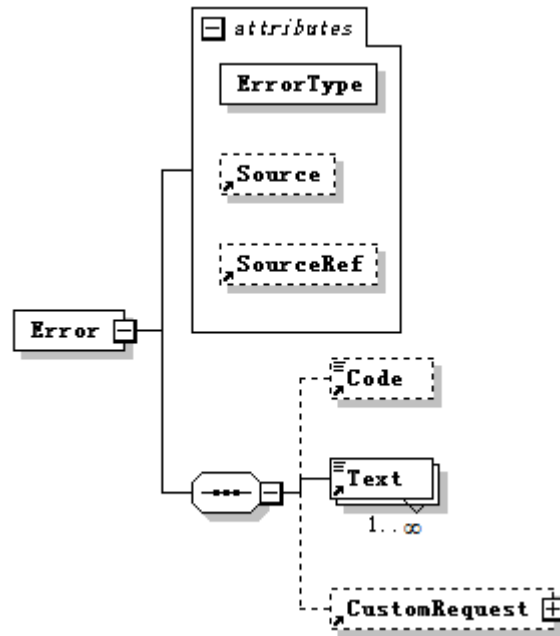 attributes
ErrorType
Source
SourceRef
Error
Code
Text
1..∞
CustomRequest